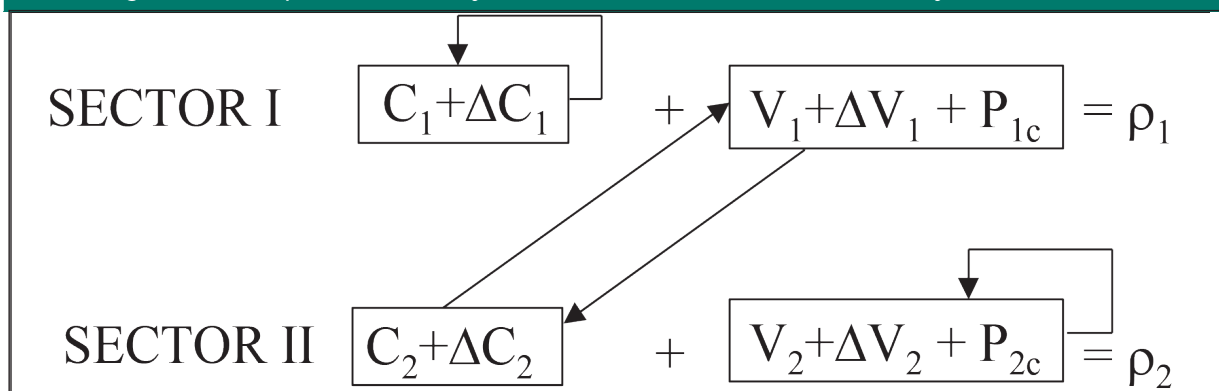 SECTOR I C₁+ΔC₁ + V₁+ΔV₁ + P₁c = ρ₁
SECTOR II C₂+ΔC₂ + V₂+ΔV₂ + P₂c = ρ₂